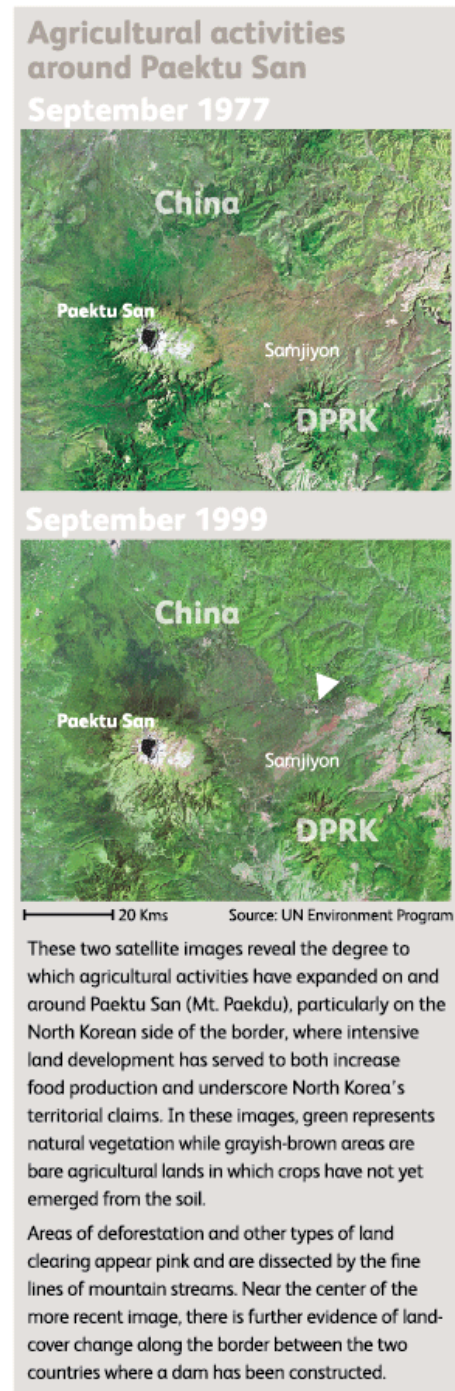 Agricultural activities
around Paektu San
September 1977
China
Paektu San
Samjiyon
DPRK
September 1999
China
Paektu San
Samjiyon
DPRK
20 Kms Source: UN Environment Program
These two satellite images reveal the degree to
which agricultural activities have expanded on and
around Paektu San (Mt. Paekdu), particularly on the
North Korean side of the border, where intensive
land development has served to both increase
food production and underscore North Korea's
territorial claims. In these images, green represents
natural vegetation while grayish-brown areas are
bare agricultural lands in which crops have not yet
emerged from the soil.
Areas of deforestation and other types of land
clearing appear pink and are dissected by the fine
lines of mountain streams. Near the center of the
more recent image, there is further evidence of land-
cover change along the border between the two
countries where a dam has been constructed.